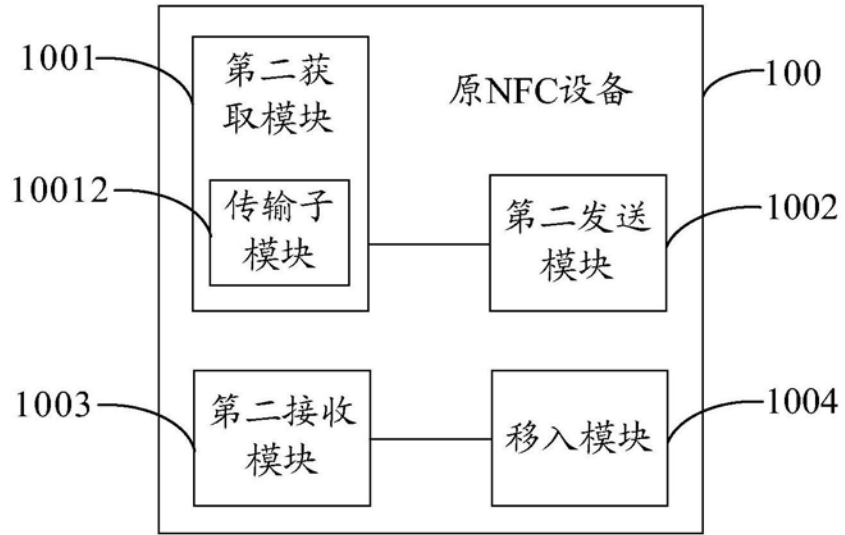 1001
第二获
取模块
原NFC设备
100
10012
传输子
模块
第二发送
模块
1002
1003
第二接收
模块
移入模块
1004